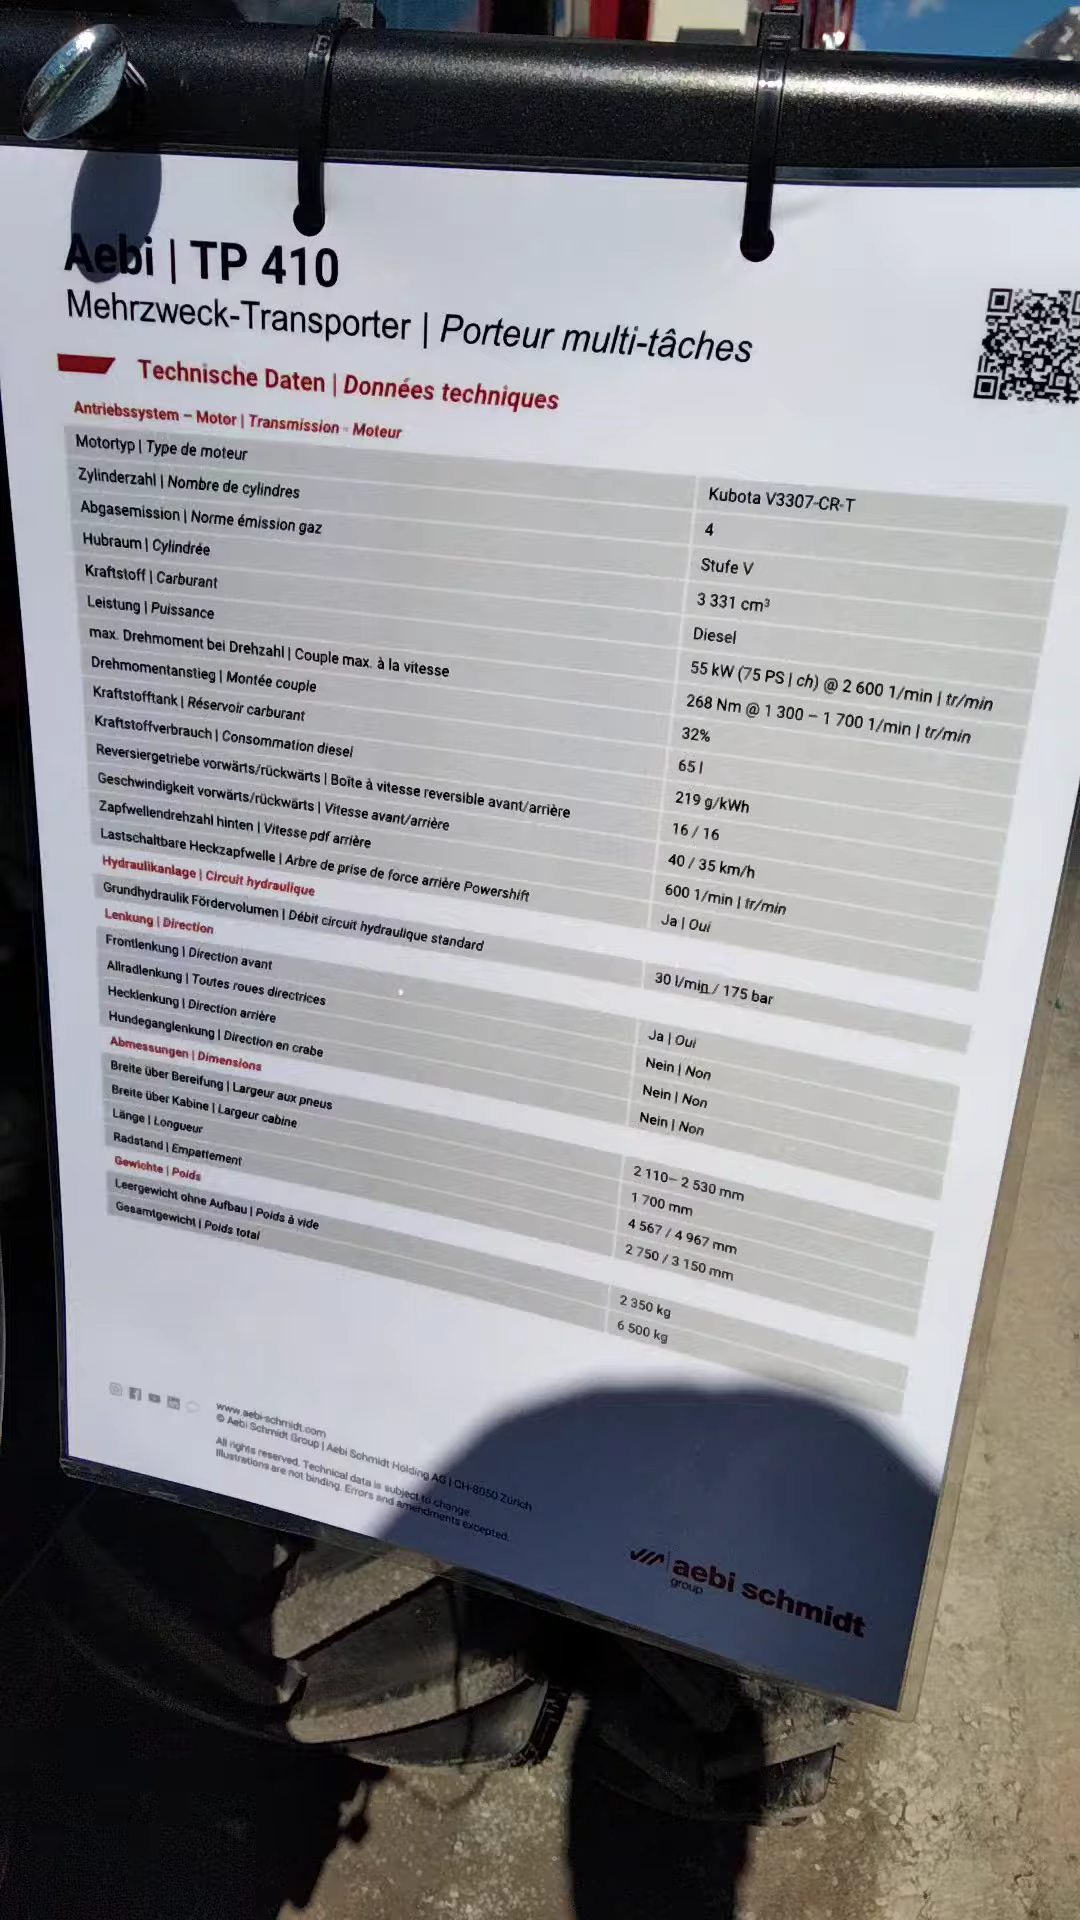 Aebi | TP 410
Mehrzweck-Transporter | Porteur multi-tâches
Technische Daten | Données techniques
Antriebssystem – Motor | Transmission - Moteur
Motortyp | Type de moteur Kubota V3307-CR-T
Zylinderzahl | Nombre de cylindres 4
Abgasemission | Norme émission gaz Stufe V
Hubraum | Cylindrée 3 331 cm³
Kraftstoff | Carburant Diesel
Leistung | Puissance 55 kW (75 PS | ch) @ 2 600 1/min | tr/min
max. Drehmoment bei Drehzahl | Couple max. à la vitesse 268 Nm @ 1 300 – 1 700 1/min | tr/min
Drehmomentanstieg | Montée couple 32%
Kraftstofftank | Réservoir carburant 65 l
Kraftstoffverbrauch | Consommation diesel 219 g/kWh
Reversiergetriebe vorwärts/rückwärts | Boîte à vitesse reversible avant/arrière 16 / 16
Geschwindigkeit vorwärts/rückwärts | Vitesse avant/arrière 40 / 35 km/h
Zapfwellendrehzahl hinten | Vitesse pdf arrière 600 1/min | tr/min
Lastschaltbare Heckzapfwelle | Arbre de prise de force arrière Powershift Ja | Oui
Hydraulikanlage | Circuit hydraulique
Grundhydraulik Fördervolumen | Débit circuit hydraulique standard 30 l/min / 175 bar
Lenkung | Direction
Frontlenkung | Direction avant Ja | Oui
Allradlenkung | Toutes roues directrices Nein | Non
Hecklenkung | Direction arrière Nein | Non
Hundeganglenkung | Direction en crabe Nein | Non
Abmessungen | Dimensions
Breite über Bereifung | Largeur aux pneus 2 110– 2 530 mm
Breite über Kabine | Largeur cabine 1 700 mm
Länge | Longueur 4 567 / 4 967 mm
Radstand | Empattement 2 750 / 3 150 mm
Gewichte | Poids
Leergewicht ohne Aufbau | Poids à vide 2 350 kg
Gesamtgewicht | Poids total 6 500 kg
www.aebi-schmidt.com
© Aebi Schmidt Group | Aebi Schmidt Holding AG | CH-8050 Zürich
All rights reserved. Technical data is subject to change.
Illustrations are not binding. Errors and amendments excepted.
aebi schmidt
group